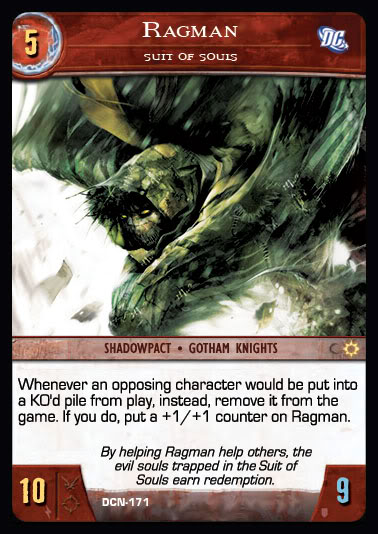 5
RAGMAN
SUIT OF SOULS
DC
SHADOWPACT • GOTHAM KNIGHTS
C
Whenever an opposing character would be put into
a KO'd pile from play, instead, remove it from the
game. If you do, put a +1/+1 counter on Ragman.
By helping Ragman help others, the
evil souls trapped in the Suit of
Souls earn redemption.
10
DCN-171
9